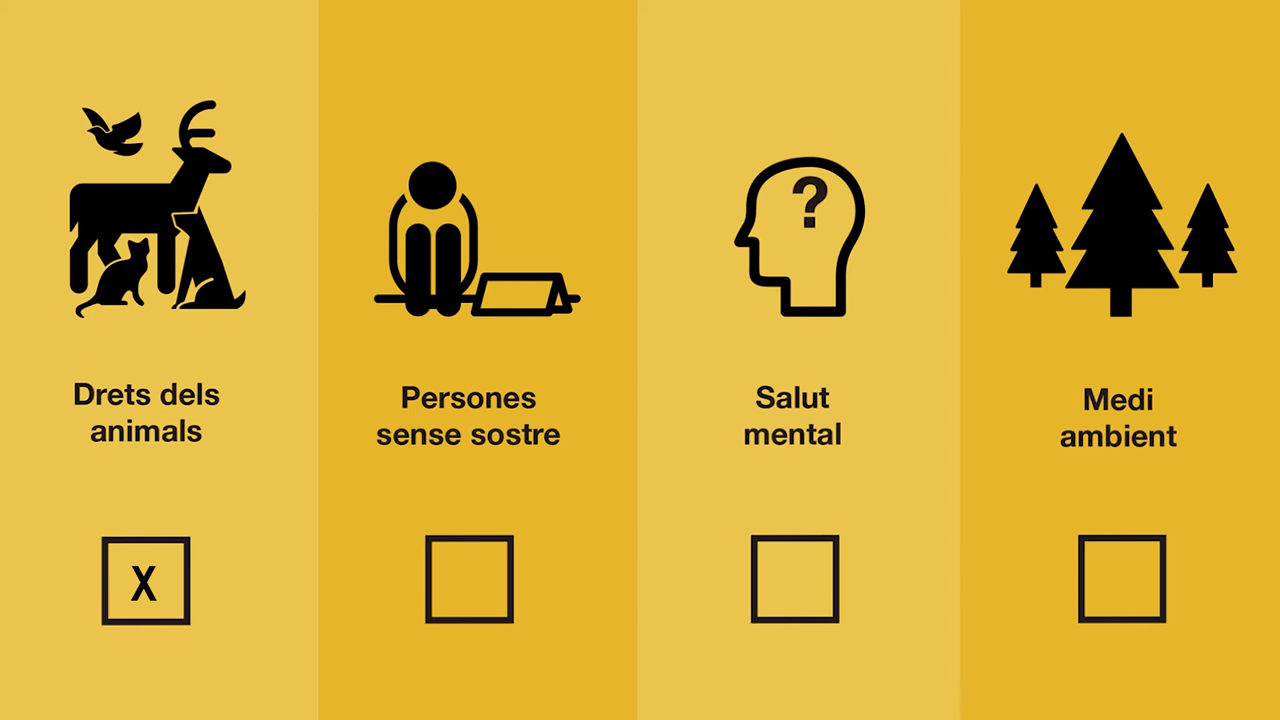 ?
Drets dels
animals
Persones
sense sostre
Salut
mental
Medi
ambient
X